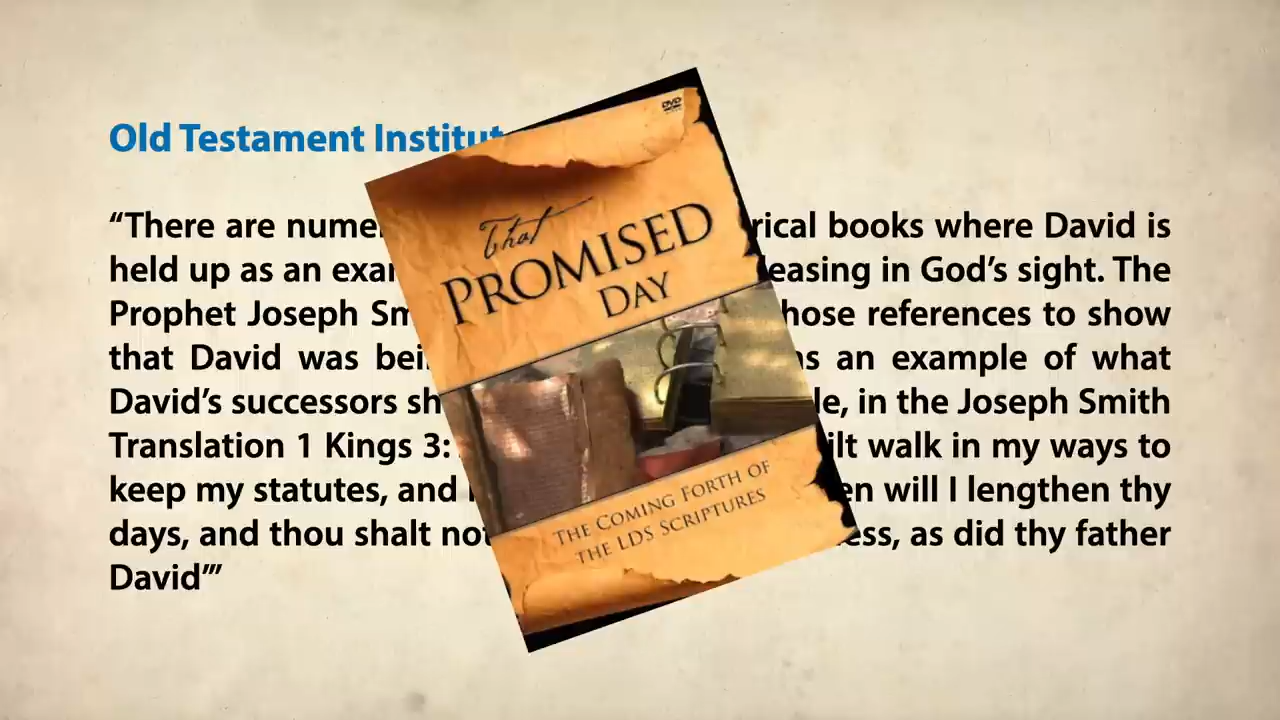 Old Testament Institut
“There are numer
rical books where David is
held up as an exam
leasing in God’s sight. The
Prophet Joseph Sm
hose references to show
that David was bein
as an example of what
David’s successors sh
le, in the Joseph Smith
Translation 1 Kings 3:
ilt walk in my ways to
keep my statutes, and
en will I lengthen thy
days, and thou shalt not
ess, as did thy father
David’”
DVD
That
PROMISED
DAY
THE COMING FORTH OF
THE LDS SCRIPTURES